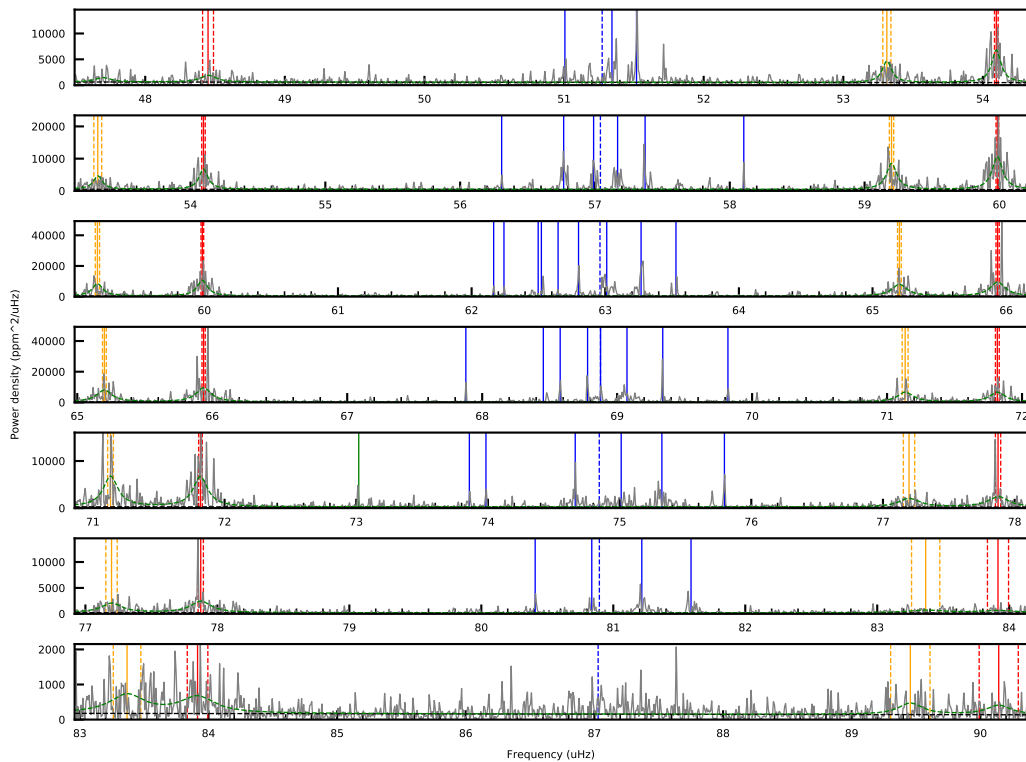 10000
5000
0
48 49 50 51 52 53 54
20000
10000
0
54 55 56 57 58 59 60
40000
20000
0
60 61 62 63 64 65 66
40000
20000
0
65 66 67 68 69 70 71 72
10000
0
71 72 73 74 75 76 77 78
10000
5000
0
77 78 79 80 81 82 83 84
2000
1000
0
83 84 85 86 87 88 89 90
Power density (ppm^2/uHz)
Frequency (uHz)